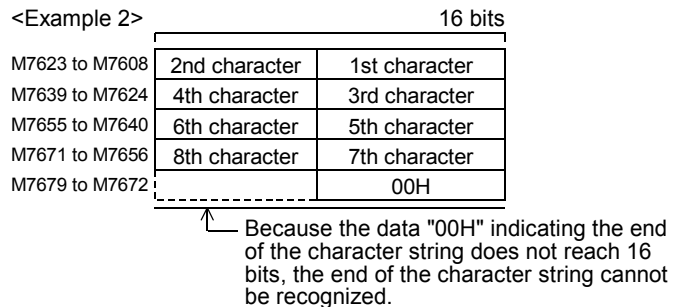 <Example 2> 16 bits
M7623 to M7608 2nd character 1st character
M7639 to M7624 4th character 3rd character
M7655 to M7640 6th character 5th character
M7671 to M7656 8th character 7th character
M7679 to M7672 00H
Because the data "00H" indicating the end
of the character string does not reach 16
bits, the end of the character string cannot
be recognized.